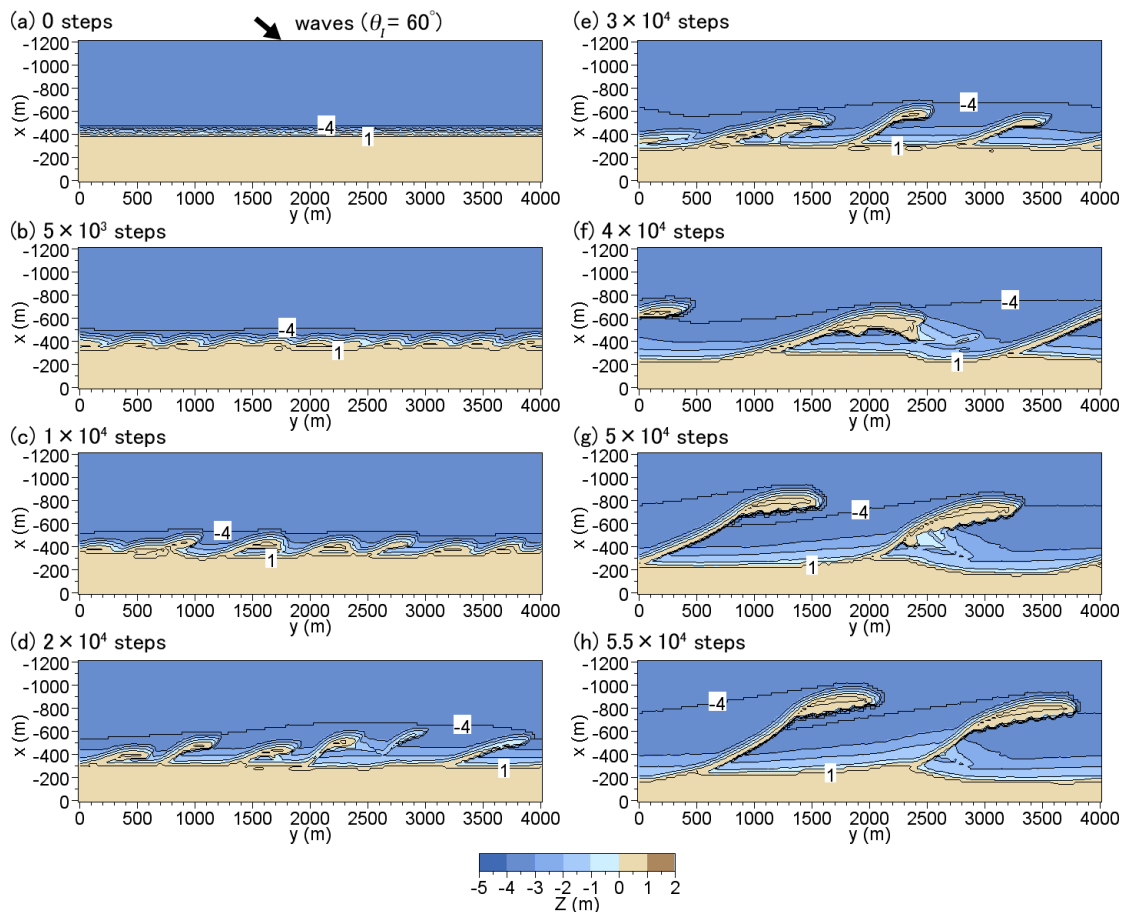 (a) 0 steps
waves (θI = 60°)
-1200
-1000
-800
-600
-400
-200
0
x (m)
-4
1
0 500 1000 1500 2000 2500 3000 3500 4000
y (m)
(b) 5 × 10³ steps
-1200
-1000
-800
-600
-400
-200
0
x (m)
-4
1
0 500 1000 1500 2000 2500 3000 3500 4000
y (m)
(c) 1 × 10⁴ steps
-1200
-1000
-800
-600
-400
-200
0
x (m)
-4
1
0 500 1000 1500 2000 2500 3000 3500 4000
y (m)
(d) 2 × 10⁴ steps
-1200
-1000
-800
-600
-400
-200
0
x (m)
-4
1
0 500 1000 1500 2000 2500 3000 3500 4000
y (m)
(e) 3 × 10⁴ steps
-1200
-1000
-800
-600
-400
-200
0
x (m)
-4
1
0 500 1000 1500 2000 2500 3000 3500 4000
y (m)
(f) 4 × 10⁴ steps
-1200
-1000
-800
-600
-400
-200
0
x (m)
-4
1
0 500 1000 1500 2000 2500 3000 3500 4000
y (m)
(g) 5 × 10⁴ steps
-1200
-1000
-800
-600
-400
-200
0
x (m)
-4
1
0 500 1000 1500 2000 2500 3000 3500 4000
y (m)
(h) 5.5 × 10⁴ steps
-1200
-1000
-800
-600
-400
-200
0
x (m)
-4
1
0 500 1000 1500 2000 2500 3000 3500 4000
y (m)
-5 -4 -3 -2 -1 0 1 2
Z (m)